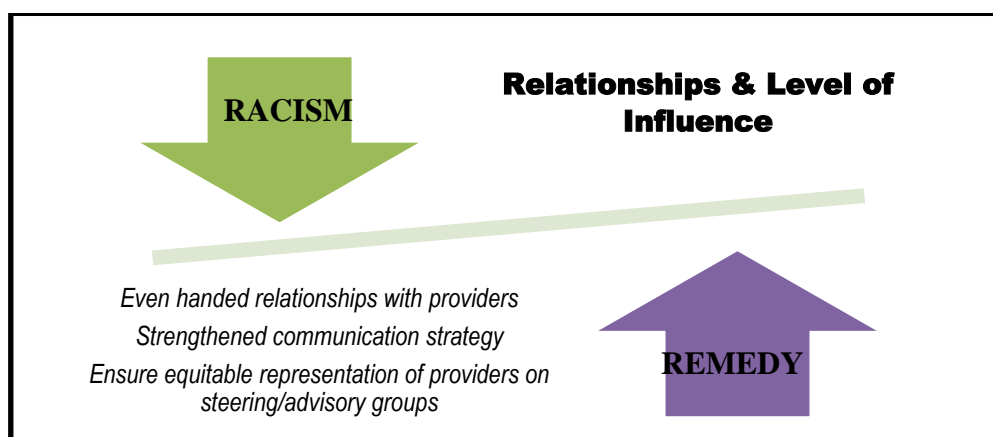 RACISM
Relationships & Level of
Influence
Even handed relationships with providers
Strengthened communication strategy
Ensure equitable representation of providers on
steering/advisory groups
REMEDY